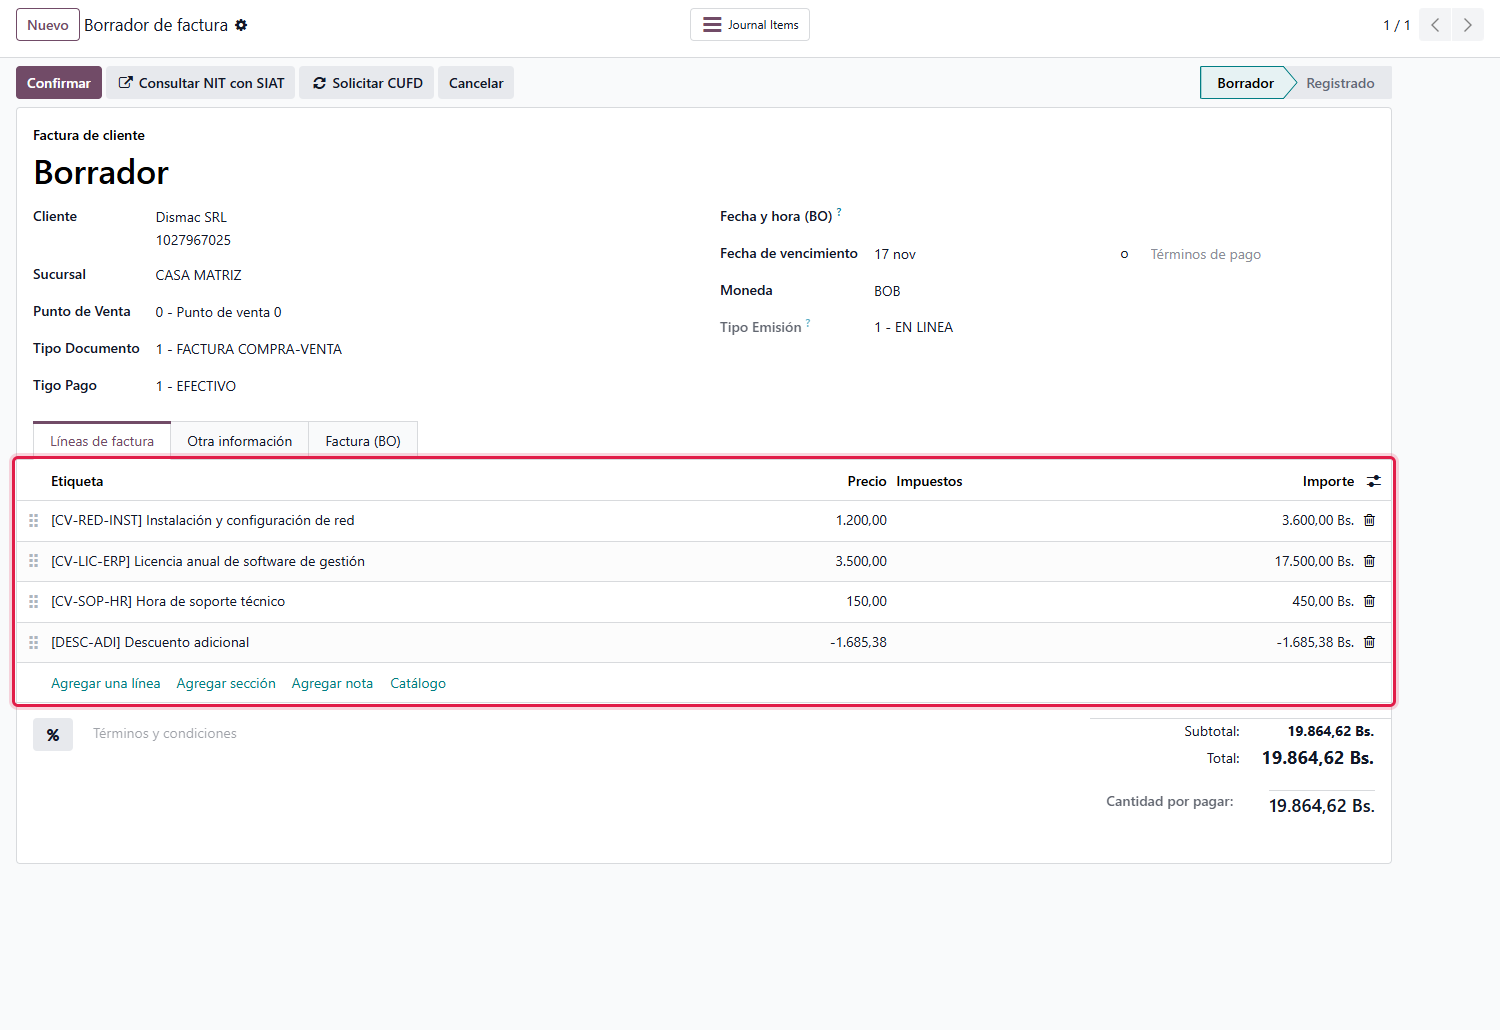 Nuevo Borrador de factura Journal Items 1 / 1
Confirmar Consultar NIT con SIAT Solicitar CUFD Cancelar Borrador Registrado
Factura de cliente
Borrador
Cliente Dismac SRL
1027967025
Sucursal CASA MATRIZ
Punto de Venta 0 - Punto de venta 0
Tipo Documento 1 - FACTURA COMPRA-VENTA
Tigo Pago 1 - EFECTIVO
Fecha y hora (BO) ?
Fecha de vencimiento 17 nov o Términos de pago
Moneda BOB
Tipo Emisión ? 1 - EN LINEA
Líneas de factura Otra información Factura (BO)
Etiqueta Precio Impuestos Importe
[CV-RED-INST] Instalación y configuración de red 1.200,00 3.600,00 Bs.
[CV-LIC-ERP] Licencia anual de software de gestión 3.500,00 17.500,00 Bs.
[CV-SOP-HR] Hora de soporte técnico 150,00 450,00 Bs.
[DESC-ADI] Descuento adicional -1.685,38 -1.685,38 Bs.
Agregar una línea Agregar sección Agregar nota Catálogo
% Términos y condiciones
Subtotal: 19.864,62 Bs.
Total: 19.864,62 Bs.
Cantidad por pagar: 19.864,62 Bs.